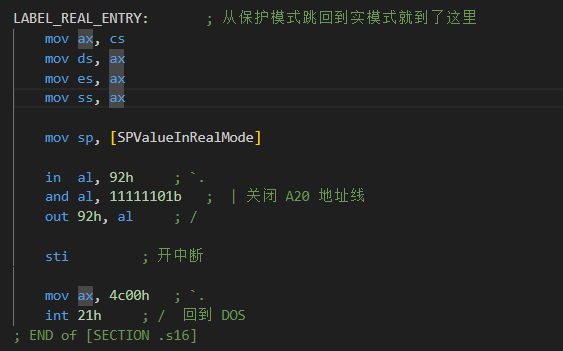 LABEL_REAL_ENTRY: ; 从保护模式跳回到实模式就到了这里
mov ax, cs
mov ds, ax
mov es, ax
mov ss, ax
mov sp, [SPValueInRealMode]
in al, 92h ; `.
and al, 11111101b ; | 关闭 A20 地址线
out 92h, al ; /
sti ; 开中断
mov ax, 4c00h ; `.
int 21h ; / 回到 DOS
; END of [SECTION .s16]